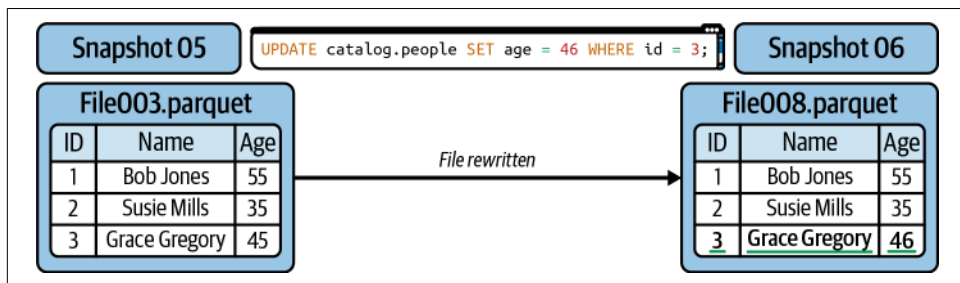 Snapshot 05
UPDATE catalog.people SET age = 46 WHERE id = 3;
Snapshot 06
File003.parquet
ID Name Age
1 Bob Jones 55
2 Susie Mills 35
3 Grace Gregory 45
File rewritten
File008.parquet
ID Name Age
1 Bob Jones 55
2 Susie Mills 35
3 Grace Gregory 46